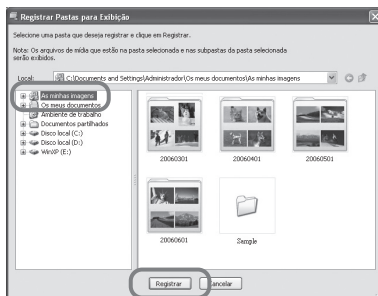 Registrar Pastas para Exibição
Selecione uma pasta que deseja registrar e clique em Registrar.
Nota: Os arquivos de mídia que estão na pasta selecionada e nas subpastas da pasta selecionada
serão exibidos.
Local: C:\Documents and Settings\Administrador\Os meus documentos\As minhas imagens
As minhas imagens
Os meus documentos
Ambiente de trabalho
Documentos partilhados
Disco local (C:)
Disco local (D:)
WinXP (E:)
20060301 20060401 20060501
20060601 Sample
Registrar Cancelar